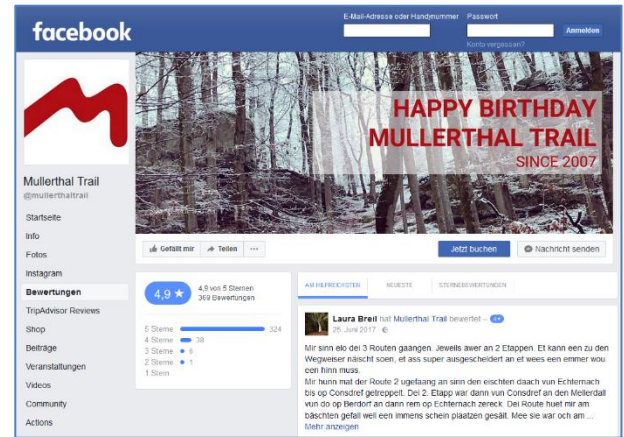 facebook
E-Mail-Adresse oder Handynummer
Passwort
Anmelden
Konto vergessen?
HAPPY BIRTHDAY
MULLERTHAL TRAIL
SINCE 2007
Mullerthal Trail
@mullerthaltrail
Startseite
Info
Fotos
Instagram
Bewertungen
TripAdvisor Reviews
Shop
Beiträge
Veranstaltungen
Videos
Community
Actions
Gefällt mir
Teilen
Jetzt buchen
Nachricht senden
4,9 ★
4,9 von 5 Sternen
369 Bewertungen
5 Sterne 324
4 Sterne 38
3 Sterne 6
2 Sterne 1
1 Stern
AM HILFREICHSTEN
NEUESTE
STERNEBEWERTUNGEN
Laura Breil hat Mullerthal Trail bewertet –
25. Juni 2017
Mir sinn elo dei 3 Routen gaangen. Jeweils awer an 2 Etappen. Et kann een zu den
Wegweiser näischt soen, et ass super ausgescheldert an et wees een emmer wou
een hinn muss.
Mir hunn mat der Route 2 ugefaang an sinn den eischten daach vun Echternach
bis op Consdref getreppelt. Dei 2. Etapp war dann vun Consdref an den Mellerdall
vun do op Berdorf an dann rem op Echternach zereck. Dei Route huet mir am
bäschten gefall well een immens schein plaatzen gesäit. Mee sie war och am ...
Mehr anzeigen